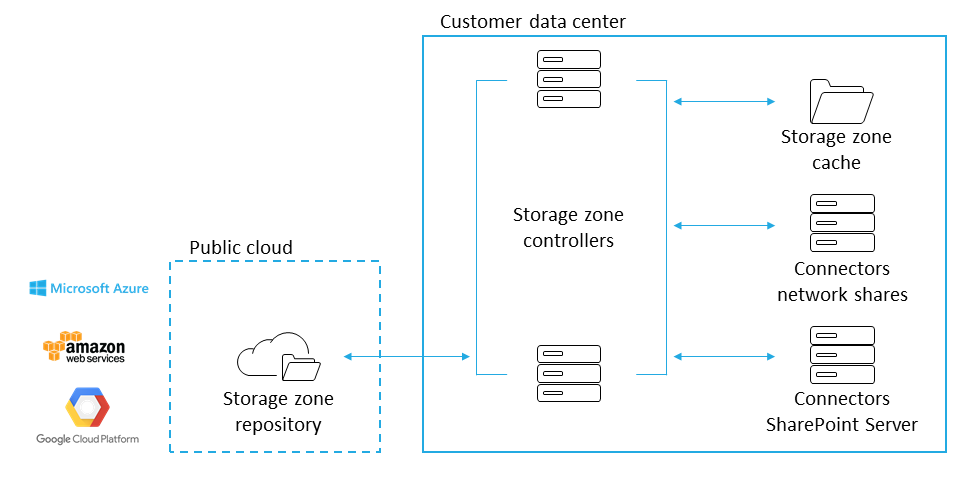 Customer data center
Storage zone
cache
Storage zone
controllers
Public cloud
Connectors
network shares
Microsoft Azure
amazon
web services
Storage zone
repository
Connectors
SharePoint Server
Google Cloud Platform